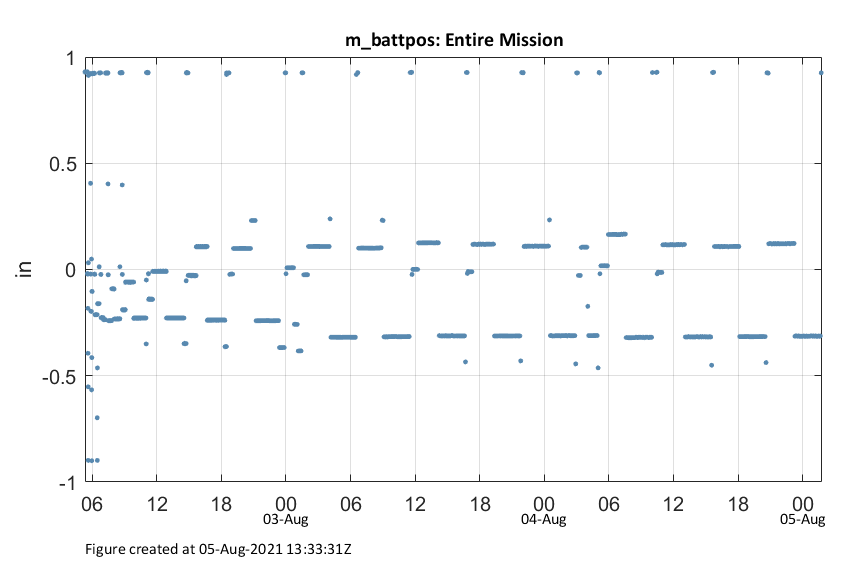 m_battpos: Entire Mission
1
0.5
0
-0.5
-1
in
06 12 18 00 06 12 18 00 06 12 18 00
03-Aug 04-Aug 05-Aug
Figure created at 05-Aug-2021 13:33:31Z